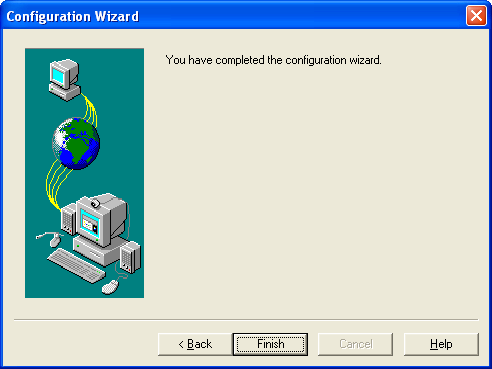 Configuration Wizard
You have completed the configuration wizard.
< Back
Finish
Cancel
Help